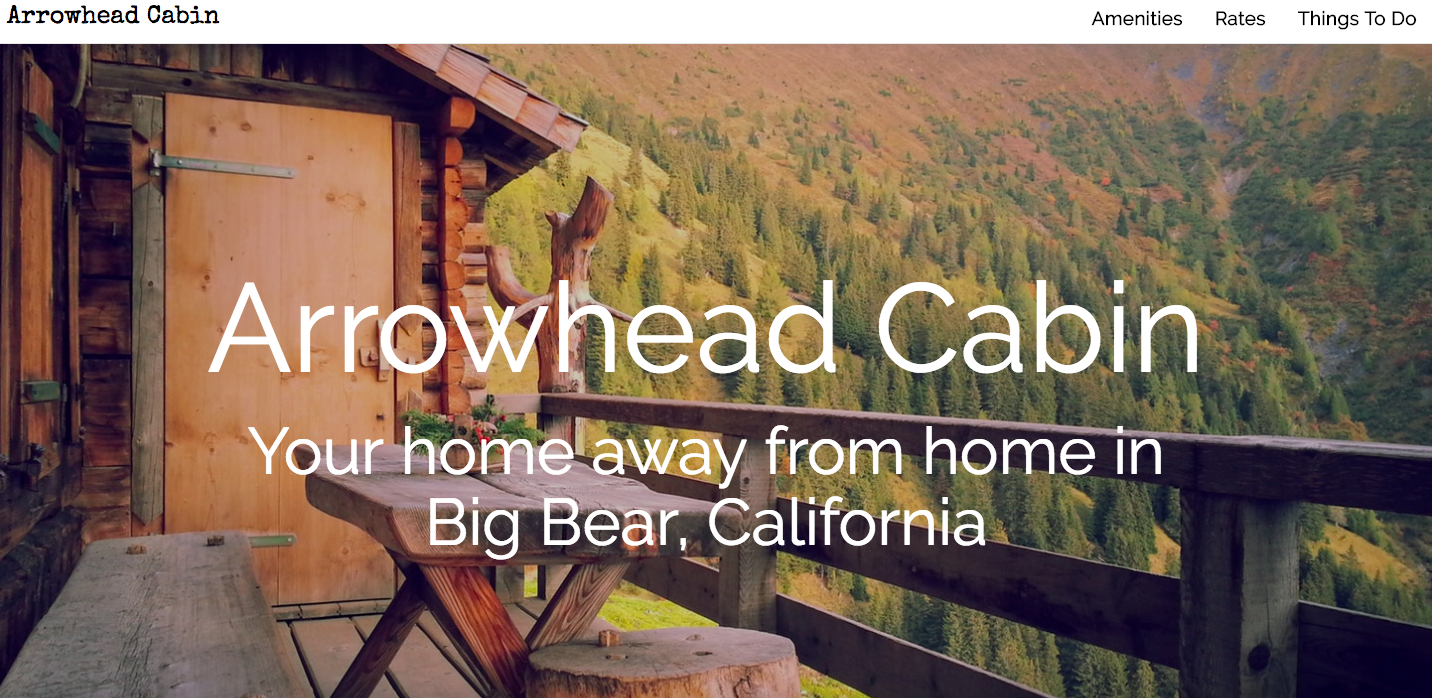 Arrowhead Cabin
Amenities Rates Things To Do
Arrowhead Cabin
Your home away from home in
Big Bear, California